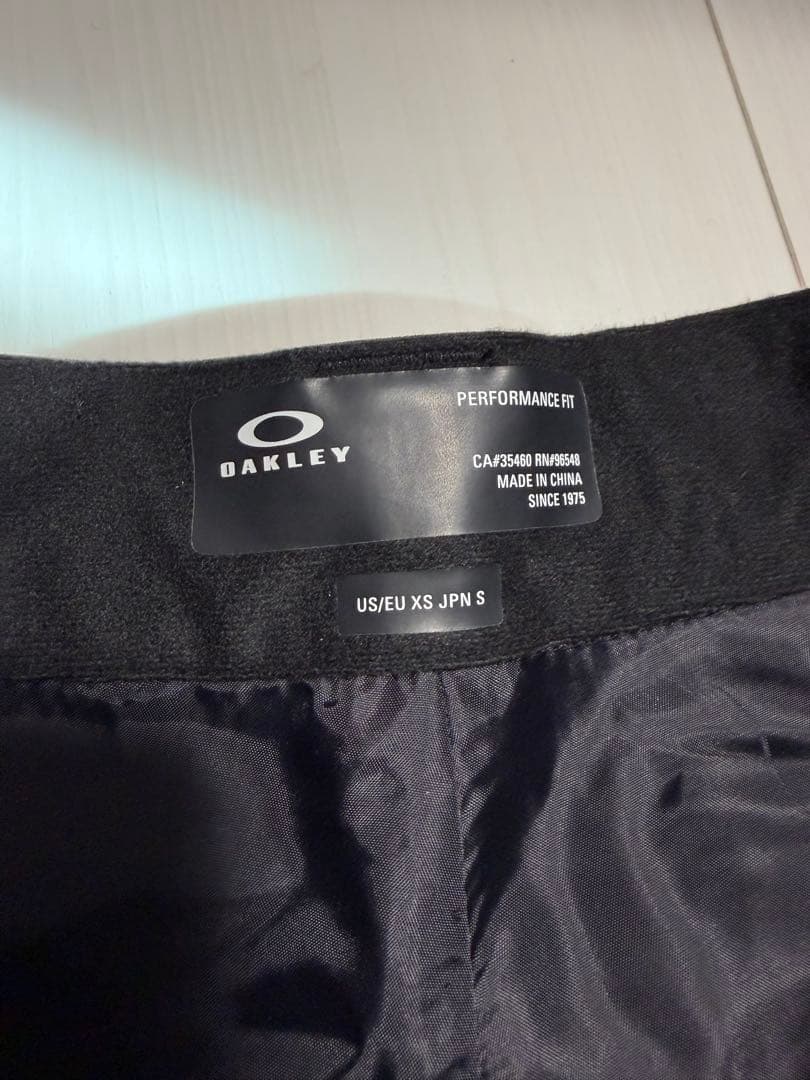 OAKLEY
PERFORMANCE FIT
CA#35460 RN#96548
MADE IN CHINA
SINCE 1975
US/EU XS JPN S